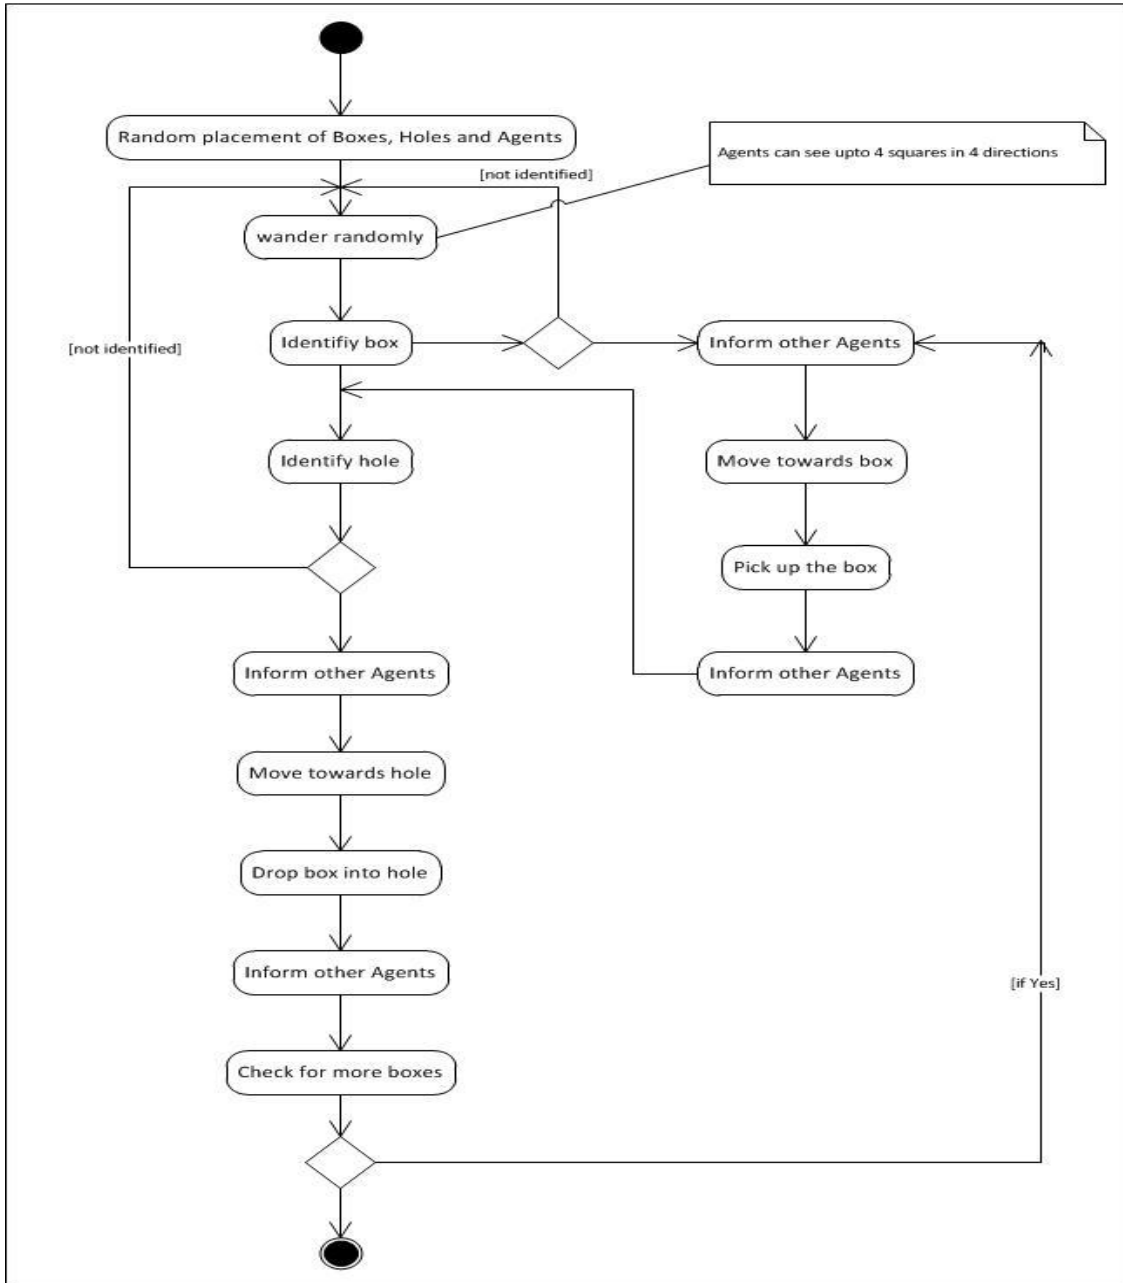 Random placement of Boxes, Holes and Agents
Agents can see upto 4 squares in 4 directions
[not identified]
wander randomly
[not identified]
Identifiy box
Inform other Agents
Identify hole
Move towards box
Pick up the box
Inform other Agents
Inform other Agents
Move towards hole
Drop box into hole
Inform other Agents
[if Yes]
Check for more boxes